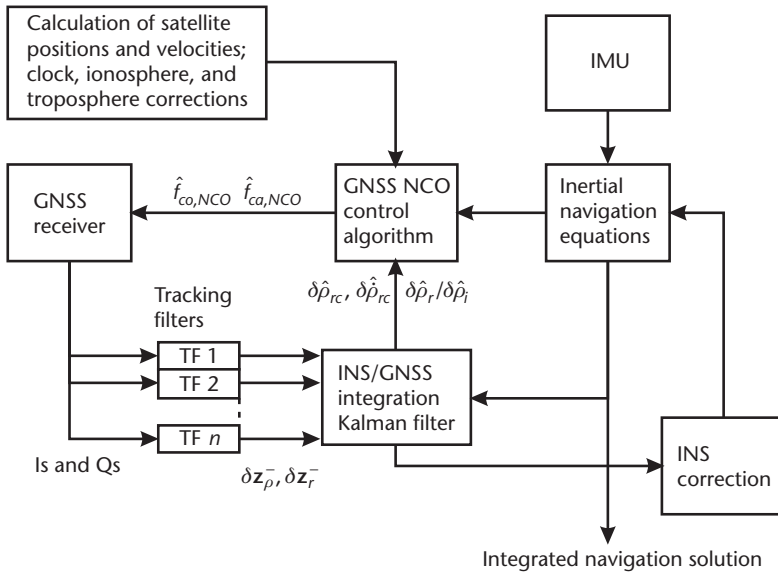 Calculation of satellite
positions and velocities;
clock, ionosphere, and
troposphere corrections
IMU
GNSS
receiver
f̂co,NCO f̂ca,NCO
GNSS NCO
control
algorithm
Inertial
navigation
equations
δρ̂rc, δρ̂̇rc δρ̂r/δρ̂i
Tracking
filters
TF 1
TF 2
TF n
INS/GNSS
integration
Kalman filter
Is and Qs
δz⁻ρ, δz⁻r
INS
correction
Integrated navigation solution